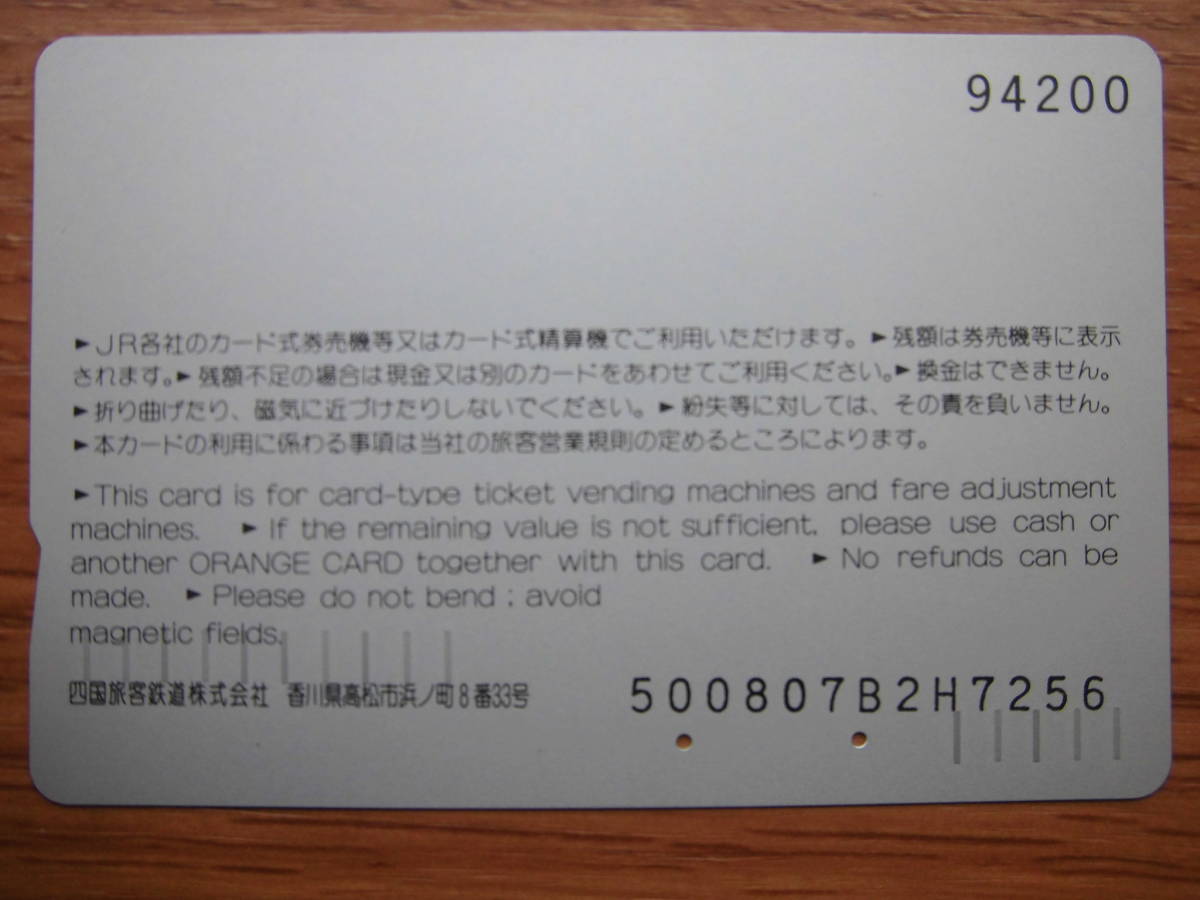 94200
►JR各社のカード式券売機等又はカード式精算機でご利用いただけます。►残額は券売機等に表示
されます。►残額不足の場合は現金又は別のカードをあわせてご利用ください。►換金はできません。
►折り曲げたり、磁気に近づけたりしないでください。►紛失等に対しては、その責を負いません。
►本カードの利用に係わる事項は当社の旅客営業規則の定めるところによります。
►This card is for card-type ticket vending machines and fare adjustment
machines. ►If the remaining value is not sufficient, please use cash or
another ORANGE CARD together with this card. ►No refunds can be
made. ►Please do not bend : avoid
magnetic fields.
四国旅客鉄道株式会社 香川県高松市浜ノ町8番33号
500807B2H7256